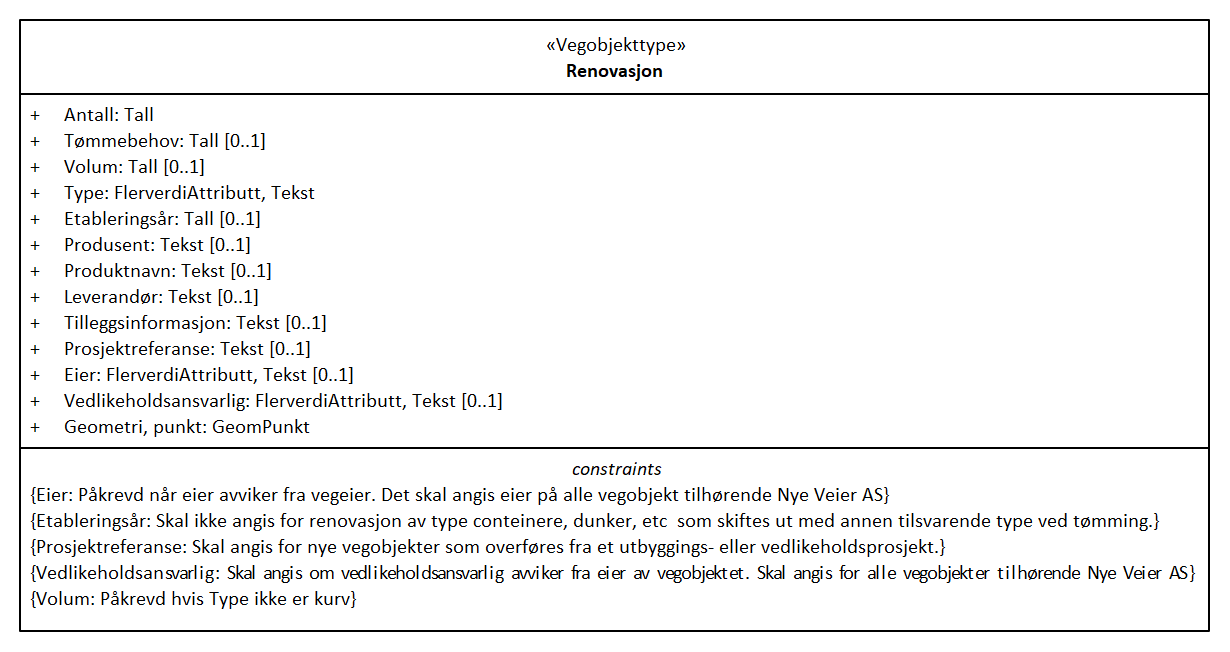 «Vegobjekttype»
Renovasjon
+ Antall: Tall
+ Tømmebehov: Tall [0..1]
+ Volum: Tall [0..1]
+ Type: FlerverdiAttributt, Tekst
+ Etableringsår: Tall [0..1]
+ Produsent: Tekst [0..1]
+ Produktnavn: Tekst [0..1]
+ Leverandør: Tekst [0..1]
+ Tilleggsinformasjon: Tekst [0..1]
+ Prosjektreferanse: Tekst [0..1]
+ Eier: FlerverdiAttributt, Tekst [0..1]
+ Vedlikeholdsansvarlig: FlerverdiAttributt, Tekst [0..1]
+ Geometri, punkt: GeomPunkt
constraints
{Eier: Påkrevd når eier avviker fra vegeier. Det skal angis eier på alle vegobjekt tilhørende Nye Veier AS}
{Etableringsår: Skal ikke angis for renovasjon av type conteinere, dunker, etc  som skiftes ut med annen tilsvarende type ved tømming.}
{Prosjektreferanse: Skal angis for nye vegobjekter som overføres fra et utbyggings- eller vedlikeholdsprosjekt.}
{Vedlikeholdsansvarlig: Skal angis om vedlikeholdsansvarlig avviker fra eier av vegobjektet. Skal angis for alle vegobjekter tilhørende Nye Veier AS}
{Volum: Påkrevd hvis Type ikke er kurv}